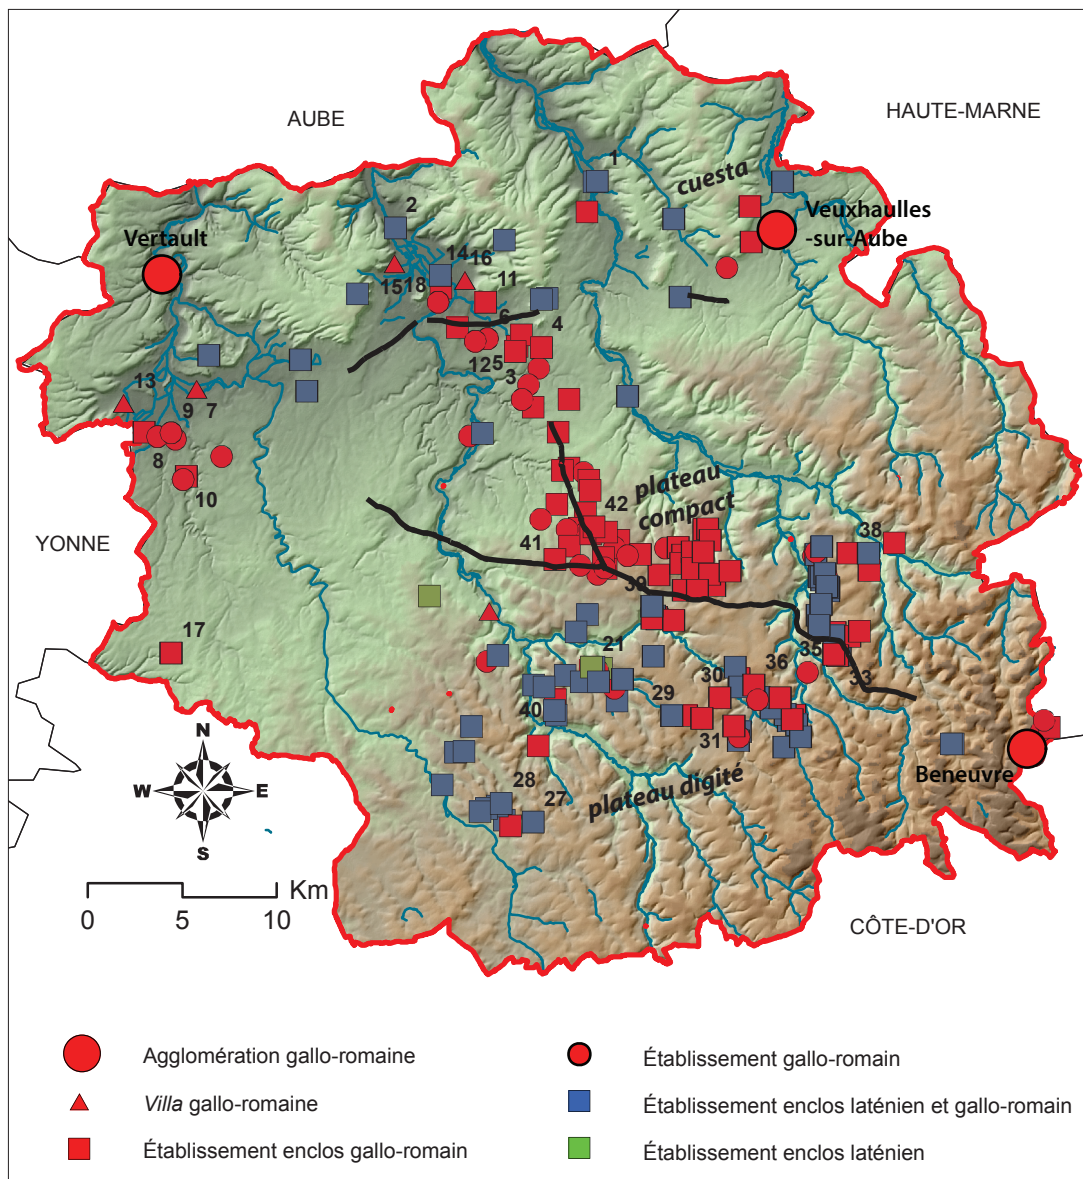 AUBE
HAUTE-MARNE
1
cuesta
2
Veuxhaulles
-sur-Aube
Vertault
14
16
15
18
11
6
4
12
5
3
13
9
7
8
10
plateau
compact
42
41
38
YONNE
39
17
21
35
36
33
30
29
40
31
Beneuvre
plateau digité
28
27
N
W
E
S
Km
0
5
10
CÔTE-D'OR
Agglomération gallo-romaine
Établissement gallo-romain
Villa gallo-romaine
Établissement enclos laténien et gallo-romain
Établissement enclos gallo-romain
Établissement enclos laténien